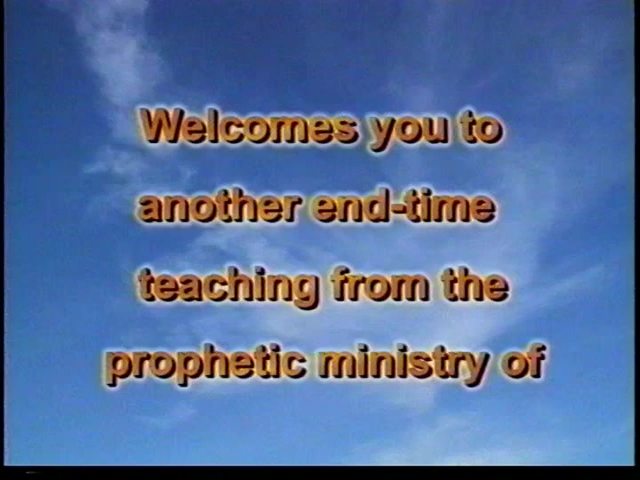 Welcomes you to
another end-time
teaching from the
prophetic ministry of